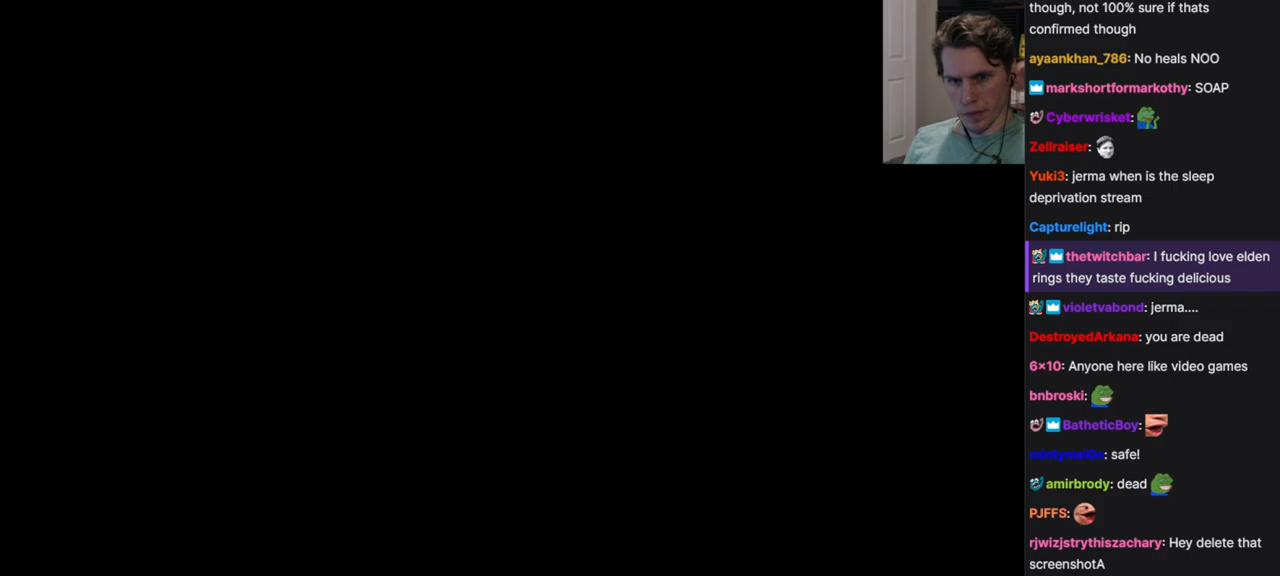 though, not 100% sure if thats
confirmed though
ayaankhan_786: No heals NOO
markshortformarkothy: SOAP
Cyberwrisket:
Zellraiser:
Yuki3: jerma when is the sleep
deprivation stream
Capturelight: rip
thetwitchbar: I fucking love elden
rings they taste fucking delicious
violetvabond: jerma....
DestroyedArkana: you are dead
6x10: Anyone here like video games
bnbroski:
BatheticBoy:
mintymel0n: safe!
amirbrody: dead
PJFFS:
rjwizjstrythiszachary: Hey delete that
screenshotA